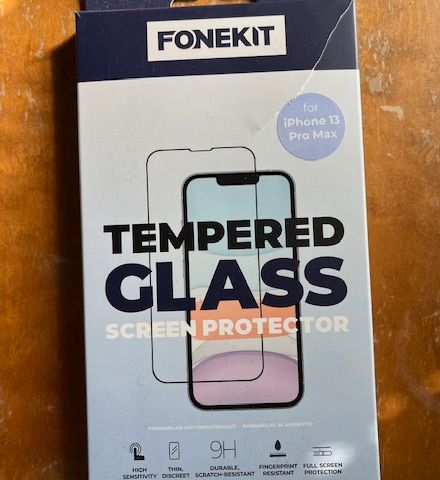 FONEKIT
for
iPhone 13
Pro Max
TEMPERED
GLASS
SCREEN PROTECTOR
9H
HIGH
SENSITIVITY
THIN,
DISCREET
DURABLE,
SCRATCH-RESISTANT
FINGERPRINT
RESISTANT
FULL SCREEN
PROTECTION